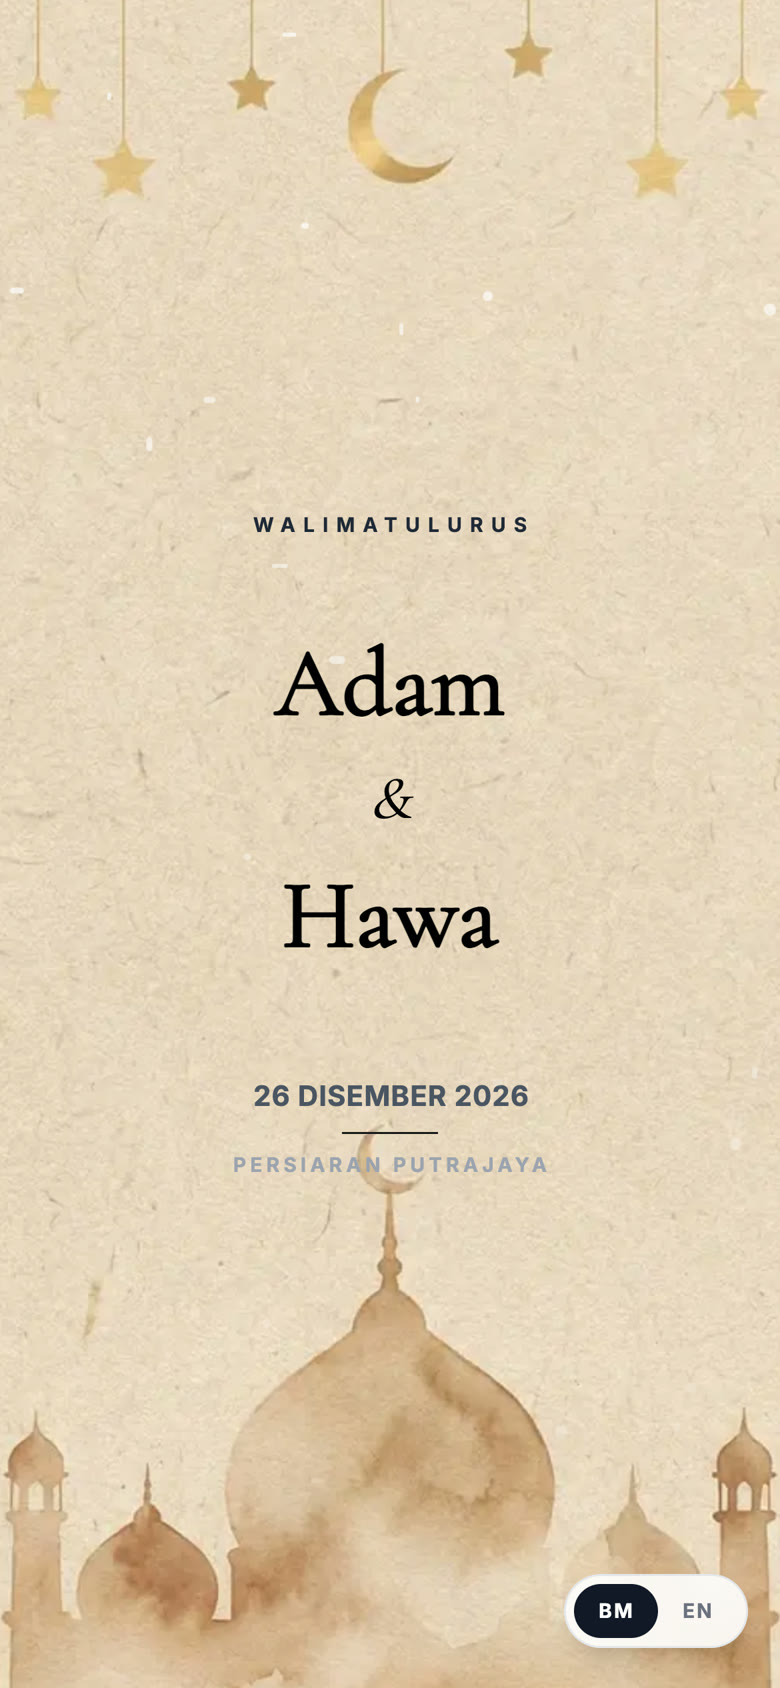 WALIMATULURUS
Adam
&
Hawa
26 DISEMBER 2026
PERSIARAN PUTRAJAYA
BM EN